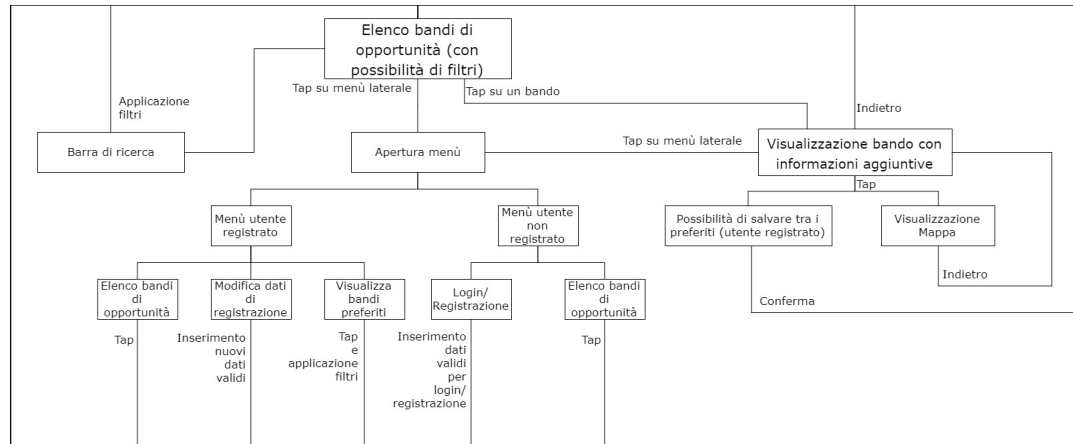 Elenco bandi di
opportunità (con
possibilità di filtri)
Tap su menù laterale
Tap su un bando
Applicazione
filtri
Indietro
Barra di ricerca
Apertura menù
Tap su menù laterale
Visualizzazione bando con
informazioni aggiuntive
Tap
Menù utente
registrato
Menù utente
non
registrato
Possibilità di salvare tra i
preferiti (utente registrato)
Visualizzazione
Mappa
Indietro
Elenco bandi
di
opportunità
Modifica dati
di
registrazione
Visualizza
bandi
preferiti
Login/
Registrazione
Elenco bandi
di
opportunità
Conferma
Tap
Inserimento
nuovi
dati
validi
Tap
e
applicazione
filtri
Inserimento
dati
validi
per
login/
registrazione
Tap